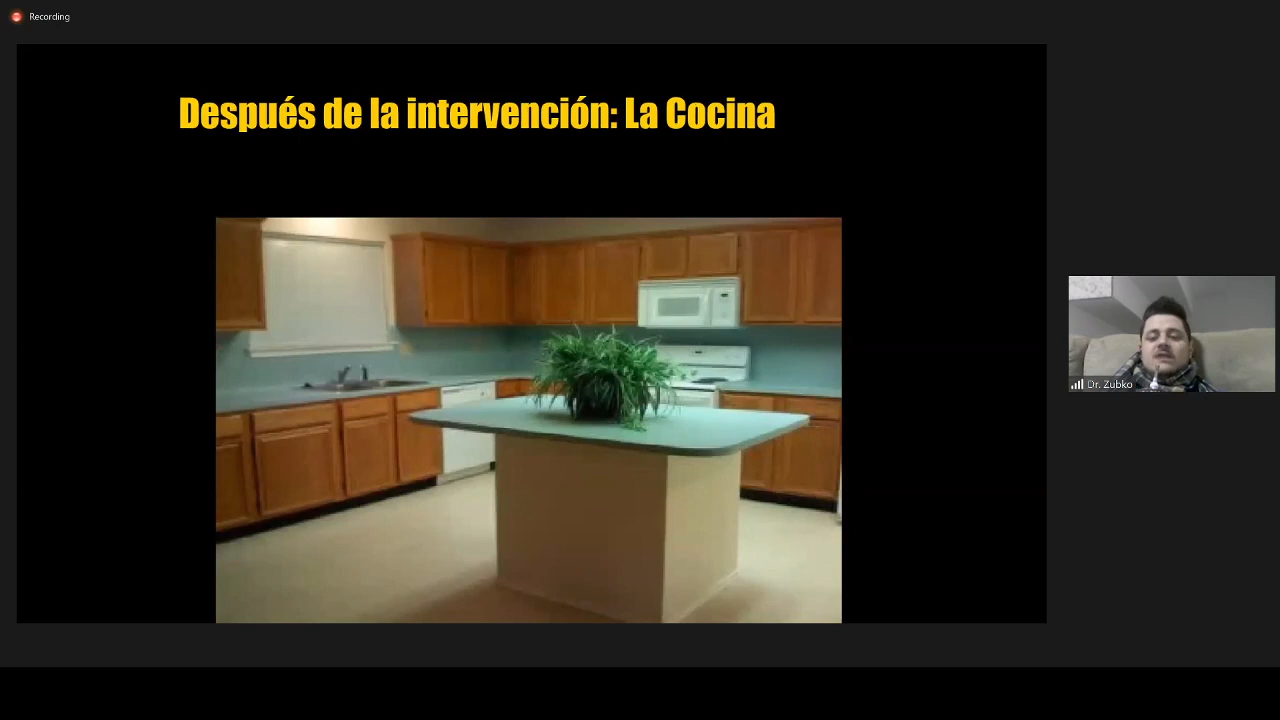 Recording
Después de la intervención: La Cocina
Dr. Zubko